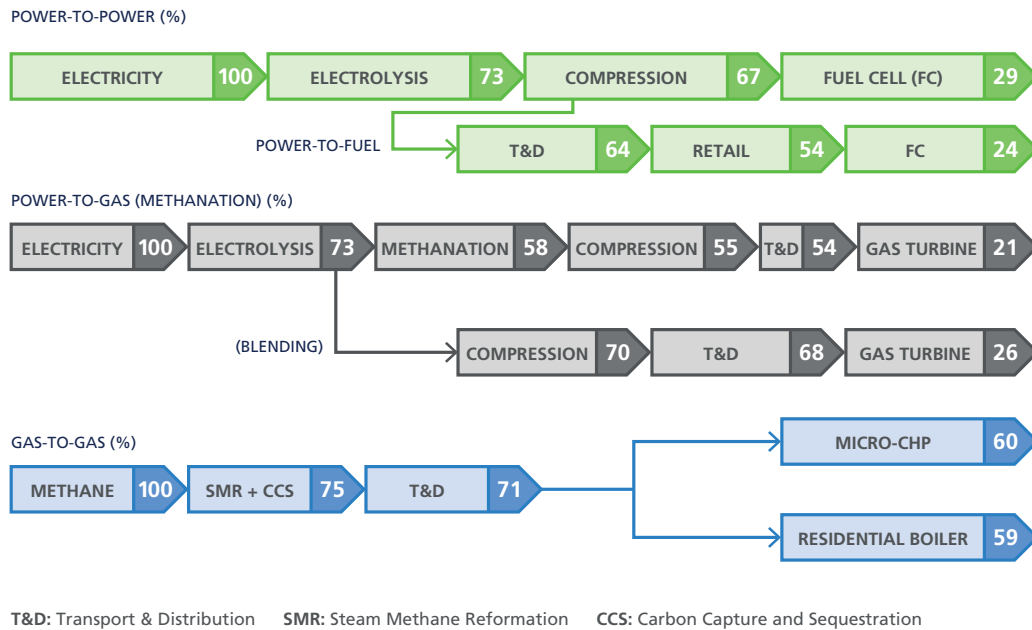 POWER-TO-POWER (%)
ELECTRICITY 100 ELECTROLYSIS 73 COMPRESSION 67 FUEL CELL (FC) 29
POWER-TO-FUEL T&D 64 RETAIL 54 FC 24
POWER-TO-GAS (METHANATION) (%)
ELECTRICITY 100 ELECTROLYSIS 73 METHANATION 58 COMPRESSION 55 T&D 54 GAS TURBINE 21
(BLENDING) COMPRESSION 70 T&D 68 GAS TURBINE 26
GAS-TO-GAS (%)
MICRO-CHP 60
METHANE 100 SMR + CCS 75 T&D 71
RESIDENTIAL BOILER 59
T&D: Transport & Distribution SMR: Steam Methane Reformation CCS: Carbon Capture and Sequestration